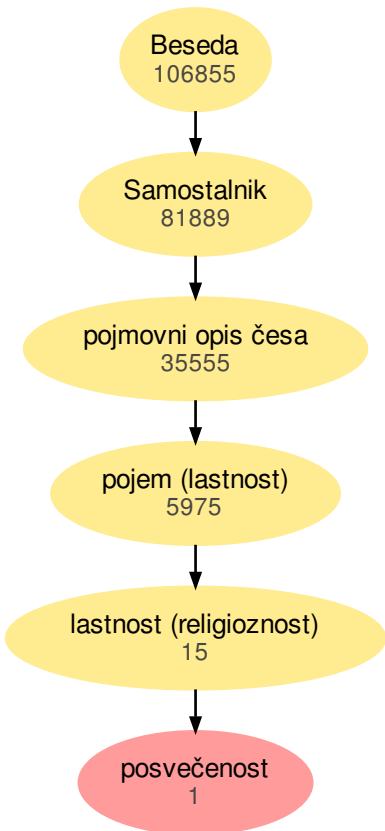 Beseda
106855
Samostalnik
81889
pojmovni opis česa
35555
pojem (lastnost)
5975
lastnost (religioznost)
15
posvečenost
1